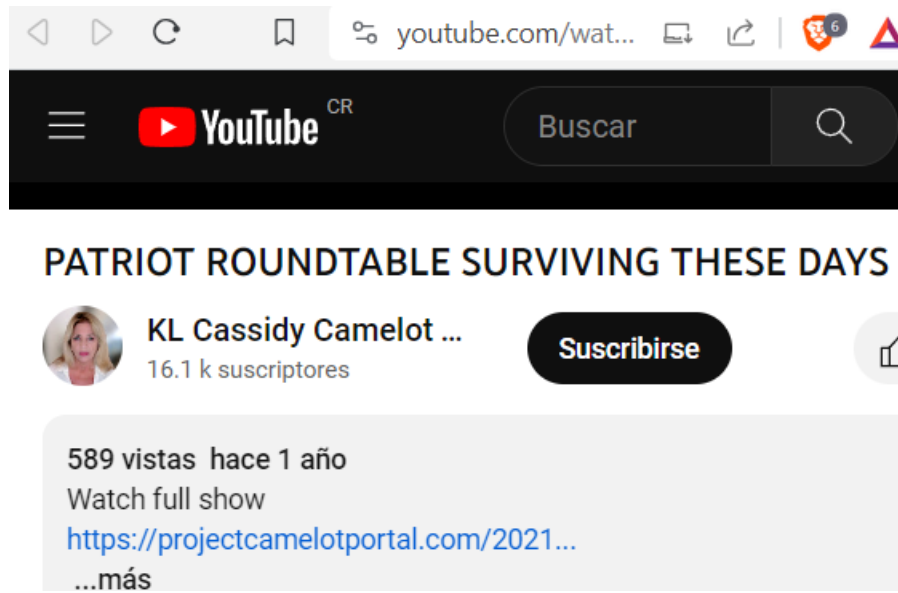 youtube.com/wat...
6
YouTube CR
Buscar
PATRIOT ROUNDTABLE SURVIVING THESE DAYS
KL Cassidy Camelot ...
Suscribirse
16.1 k suscriptores
589 vistas hace 1 año
Watch full show
https://projectcamelotportal.com/2021...
...más